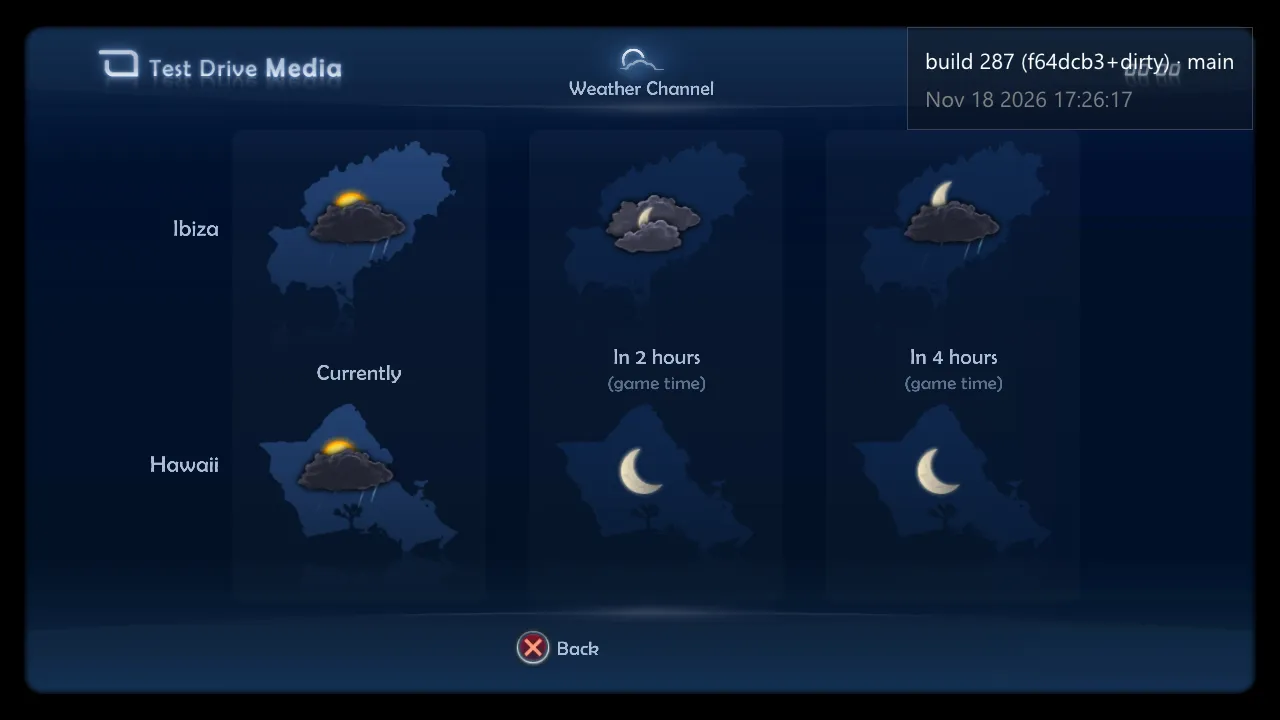 Test Drive Media
Weather Channel
build 287 (f64dcb3+dirty) · main
Nov 18 2026 17:26:17
Ibiza
Currently
In 2 hours
(game time)
In 4 hours
(game time)
Hawaii
Back